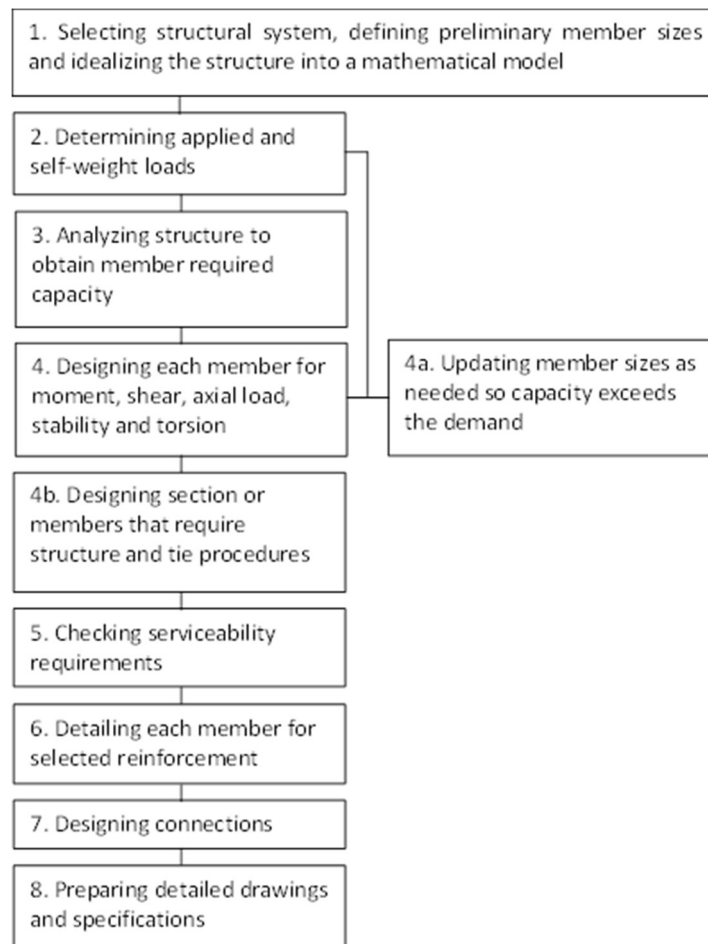 1. Selecting structural system, defining preliminary member sizes
and idealizing the structure into a mathematical model
2. Determining applied and
self-weight loads
3. Analyzing structure to
obtain member required
capacity
4. Designing each member for
moment, shear, axial load,
stability and torsion
4a. Updating member sizes as
needed so capacity exceeds
the demand
4b. Designing section or
members that require
structure and tie procedures
5. Checking serviceability
requirements
6. Detailing each member for
selected reinforcement
7. Designing connections
8. Preparing detailed drawings
and specifications